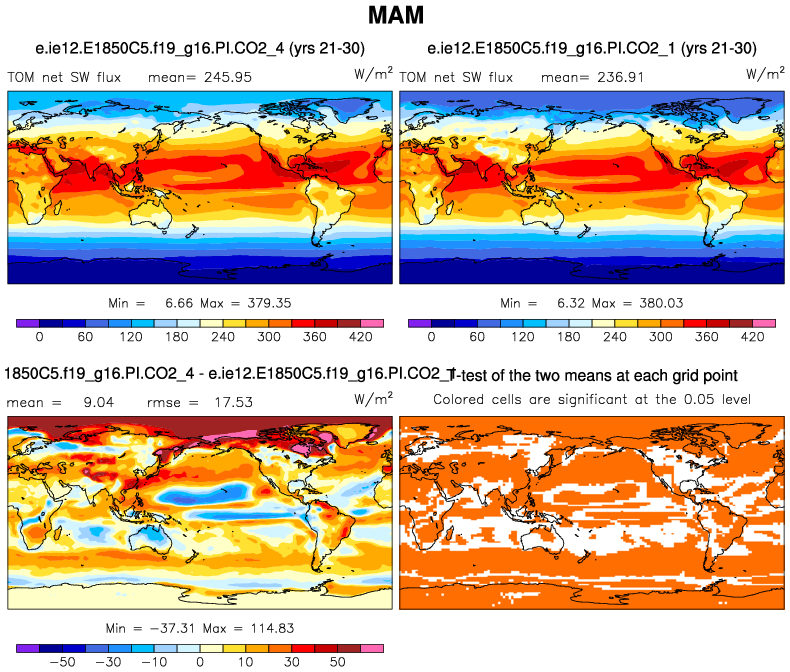 MAM
e.ie12.E1850C5.f19_g16.PI.CO2_4 (yrs 21-30)
TOM net SW flux mean= 245.95 W/m²
Min = 6.66 Max = 379.35
0 60 120 180 240 300 360 420
e.ie12.E1850C5.f19_g16.PI.CO2_1 (yrs 21-30)
TOM net SW flux mean= 236.91 W/m²
Min = 6.32 Max = 380.03
0 60 120 180 240 300 360 420
1850C5.f19_g16.PI.CO2_4 - e.ie12.E1850C5.f19_g16.PI.CO2_1
mean = 9.04 rmse = 17.53 W/m²
Min = −37.31 Max = 114.83
−50 −30 −10 0 10 30 50
T-test of the two means at each grid point
Colored cells are significant at the 0.05 level